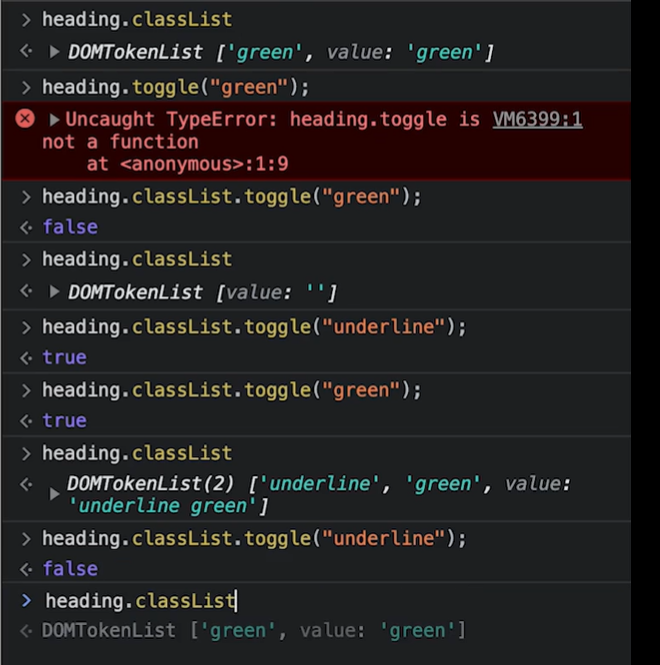 > heading.classList
<· ▶ DOMTokenList ['green', value: 'green']
> heading.toggle("green");
▶ Uncaught TypeError: heading.toggle is VM6399:1
not a function
at <anonymous>:1:9
> heading.classList.toggle("green");
<· false
> heading.classList
<· ▶ DOMTokenList [value: '']
> heading.classList.toggle("underline");
<· true
> heading.classList.toggle("green");
<· true
> heading.classList
<· ▶ DOMTokenList(2) ['underline', 'green', value:
'underline green']
> heading.classList.toggle("underline");
<· false
> heading.classList
<· DOMTokenList ['green', value: 'green']